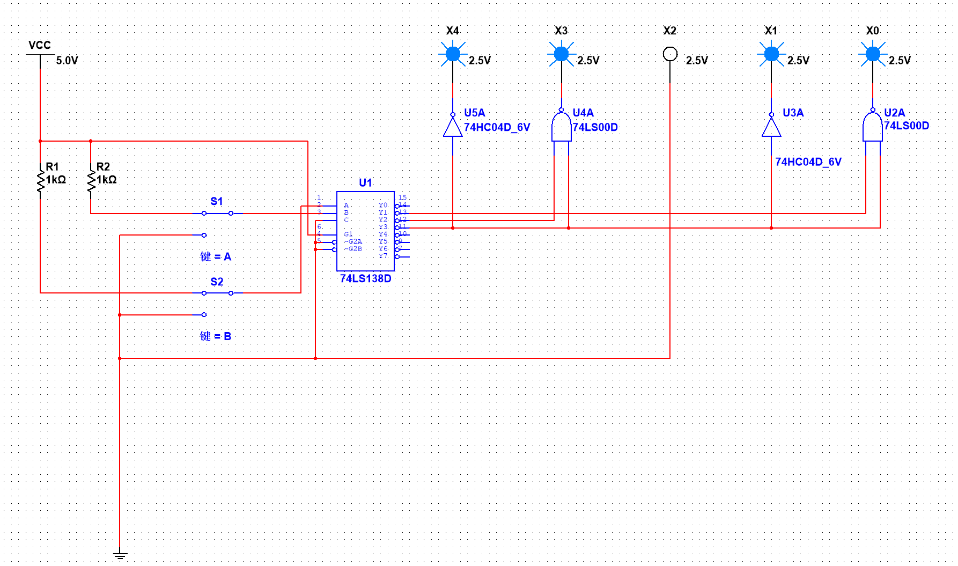 X4 X3 X2 X1 X0
VCC 5.0V 2.5V 2.5V 2.5V 2.5V 2.5V
U5A U4A U3A U2A
74HC04D_6V 74LS00D 74LS00D
74HC04D_6V
R1 R2
1kΩ 1kΩ
U1
S1
A Y0
B Y1
C Y2
Y3
G1 Y4
~G2A Y5
~G2B Y6
Y7
键 = A
74LS138D
S2
键 = B